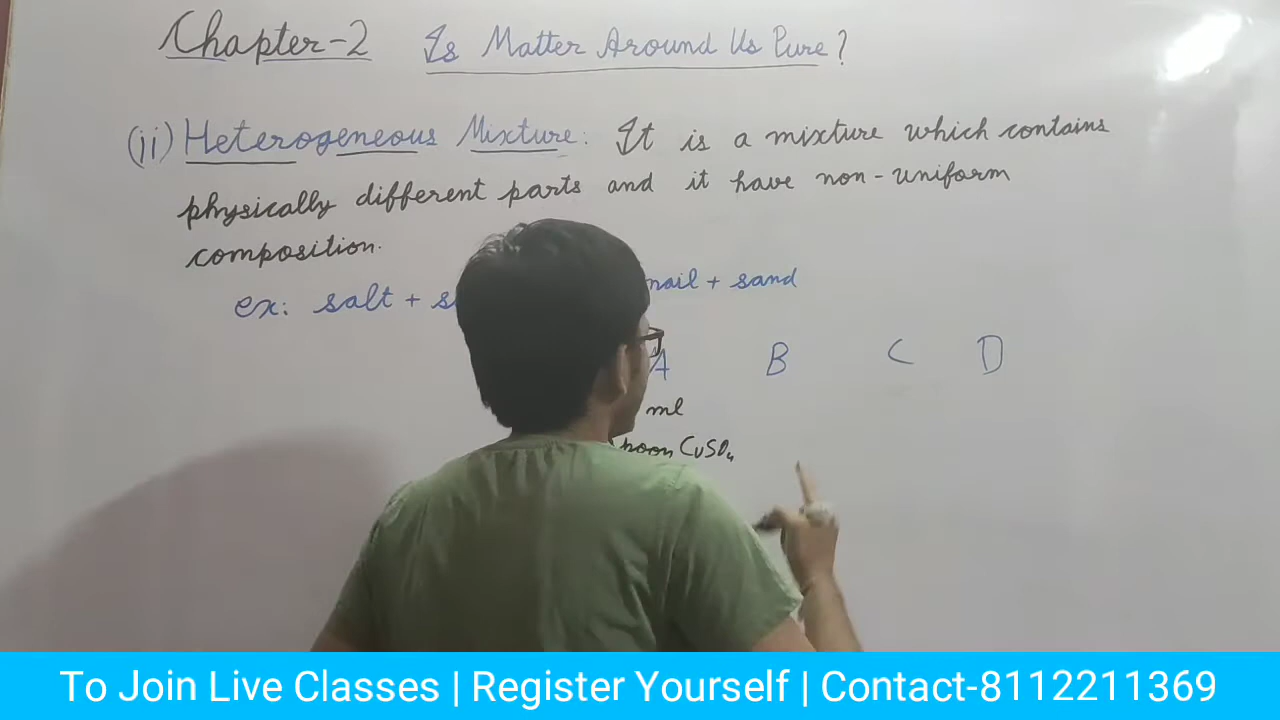 Chapter-2 Is Matter Around Us Pure?
(ii) Heterogeneous Mixture: It is a mixture which contains
physically different parts and it have non-uniform
composition.
ex: salt + nail + sand
A B C D
ml
CuSO4
To Join Live Classes | Register Yourself | Contact-8112211369